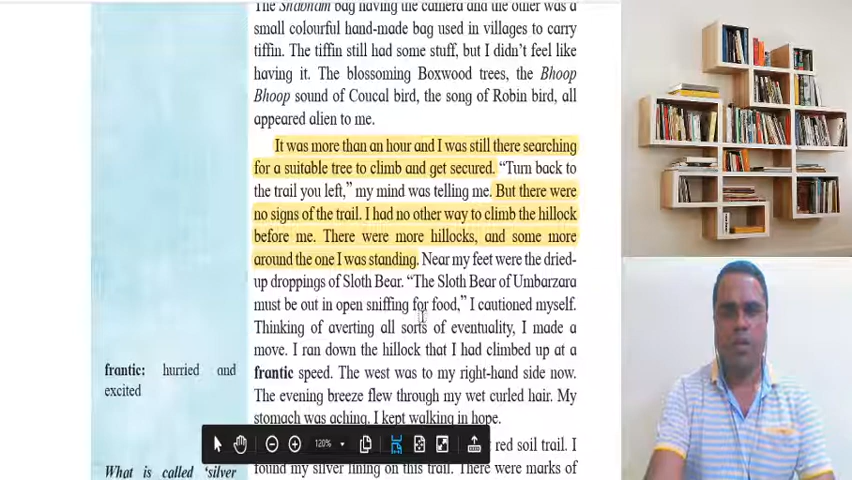 The Shabnam bag having the camera and the other was a
small colourful hand-made bag used in villages to carry
tiffin. The tiffin still had some stuff, but I didn't feel like
having it. The blossoming Boxwood trees, the Bhoop
Bhoop sound of Coucal bird, the song of Robin bird, all
appeared alien to me.
It was more than an hour and I was still there searching
for a suitable tree to climb and get secured. “Turn back to
the trail you left,” my mind was telling me. But there were
no signs of the trail. I had no other way to climb the hillock
before me. There were more hillocks, and some more
around the one I was standing. Near my feet were the dried-
up droppings of Sloth Bear. “The Sloth Bear of Umbarzara
must be out in open sniffing for food,” I cautioned myself.
Thinking of averting all sorts of eventuality, I made a
move. I ran down the hillock that I had climbed up at a
frantic speed. The west was to my right-hand side now.
The evening breeze flew through my wet curled hair. My
stomach was aching. I kept walking in hope.
red soil trail. I
found my silver lining on this trail. There were marks of
frantic: hurried and
excited
What is called ‘silver
120%